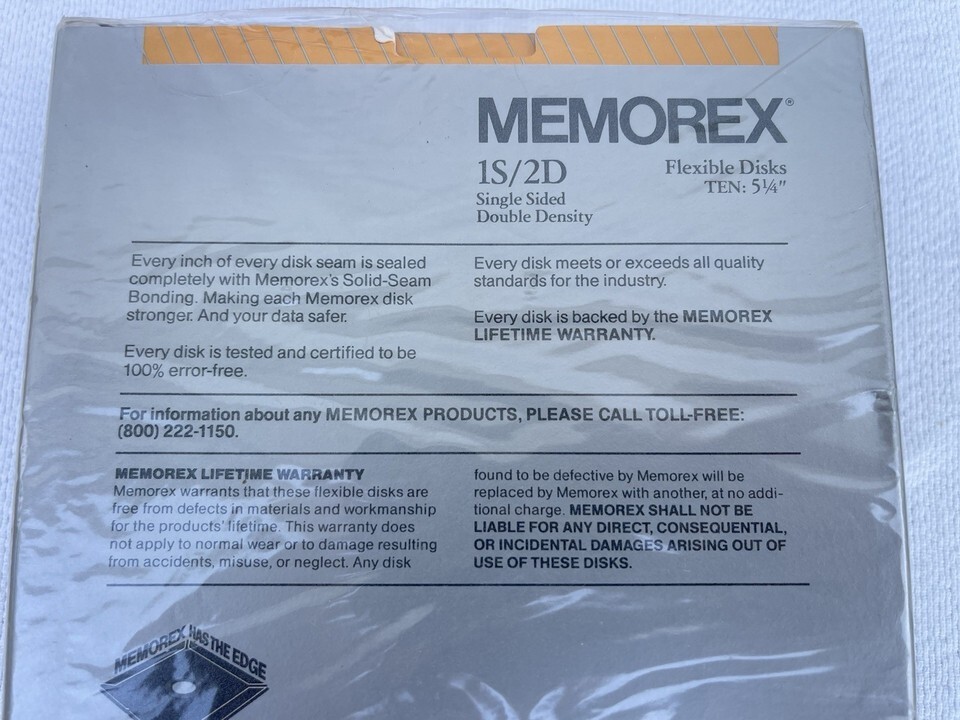 MEMOREX®
1S/2D
Single Sided
Double Density
Flexible Disks
TEN: 5¼"
Every inch of every disk seam is sealed
completely with Memorex's Solid-Seam
Bonding. Making each Memorex disk
stronger. And your data safer.
Every disk is tested and certified to be
100% error-free.
Every disk meets or exceeds all quality
standards for the industry.
Every disk is backed by the MEMOREX
LIFETIME WARRANTY.
For information about any MEMOREX PRODUCTS, PLEASE CALL TOLL-FREE:
(800) 222-1150.
MEMOREX LIFETIME WARRANTY
Memorex warrants that these flexible disks are
free from defects in materials and workmanship
for the products' lifetime. This warranty does
not apply to normal wear or to damage resulting
from accidents, misuse, or neglect. Any disk
found to be defective by Memorex will be
replaced by Memorex with another, at no addi-
tional charge. MEMOREX SHALL NOT BE
LIABLE FOR ANY DIRECT, CONSEQUENTIAL,
OR INCIDENTAL DAMAGES ARISING OUT OF
USE OF THESE DISKS.
MEMOREX HAS THE EDGE